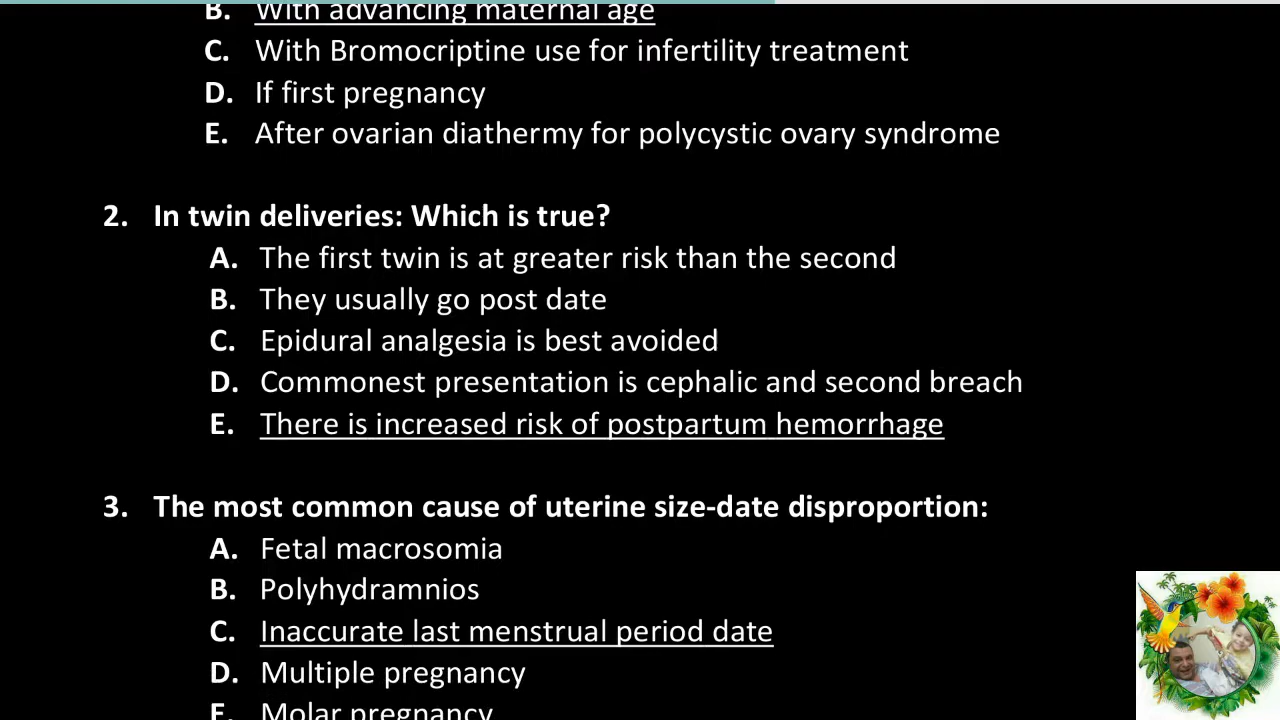 B. With advancing maternal age
C. With Bromocriptine use for infertility treatment
D. If first pregnancy
E. After ovarian diathermy for polycystic ovary syndrome
2. In twin deliveries: Which is true?
A. The first twin is at greater risk than the second
B. They usually go post date
C. Epidural analgesia is best avoided
D. Commonest presentation is cephalic and second breach
E. There is increased risk of postpartum hemorrhage
3. The most common cause of uterine size-date disproportion:
A. Fetal macrosomia
B. Polyhydramnios
C. Inaccurate last menstrual period date
D. Multiple pregnancy
E. Molar pregnancy